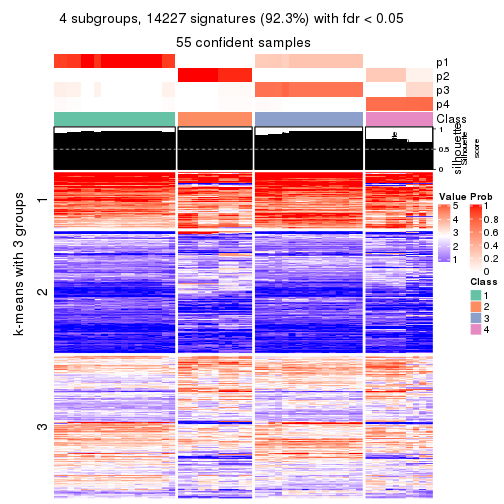 4 subgroups, 14227 signatures (92.3%) with fdr < 0.05
55 confident samples
p1
p2
p3
p4
Class
silhouette
Silhouette
score
1
0.5
0
k-means with 3 groups
1
2
3
Value
5
4
3
2
1
Prob
1
0.8
0.6
0.4
0.2
0
Class
1
2
3
4